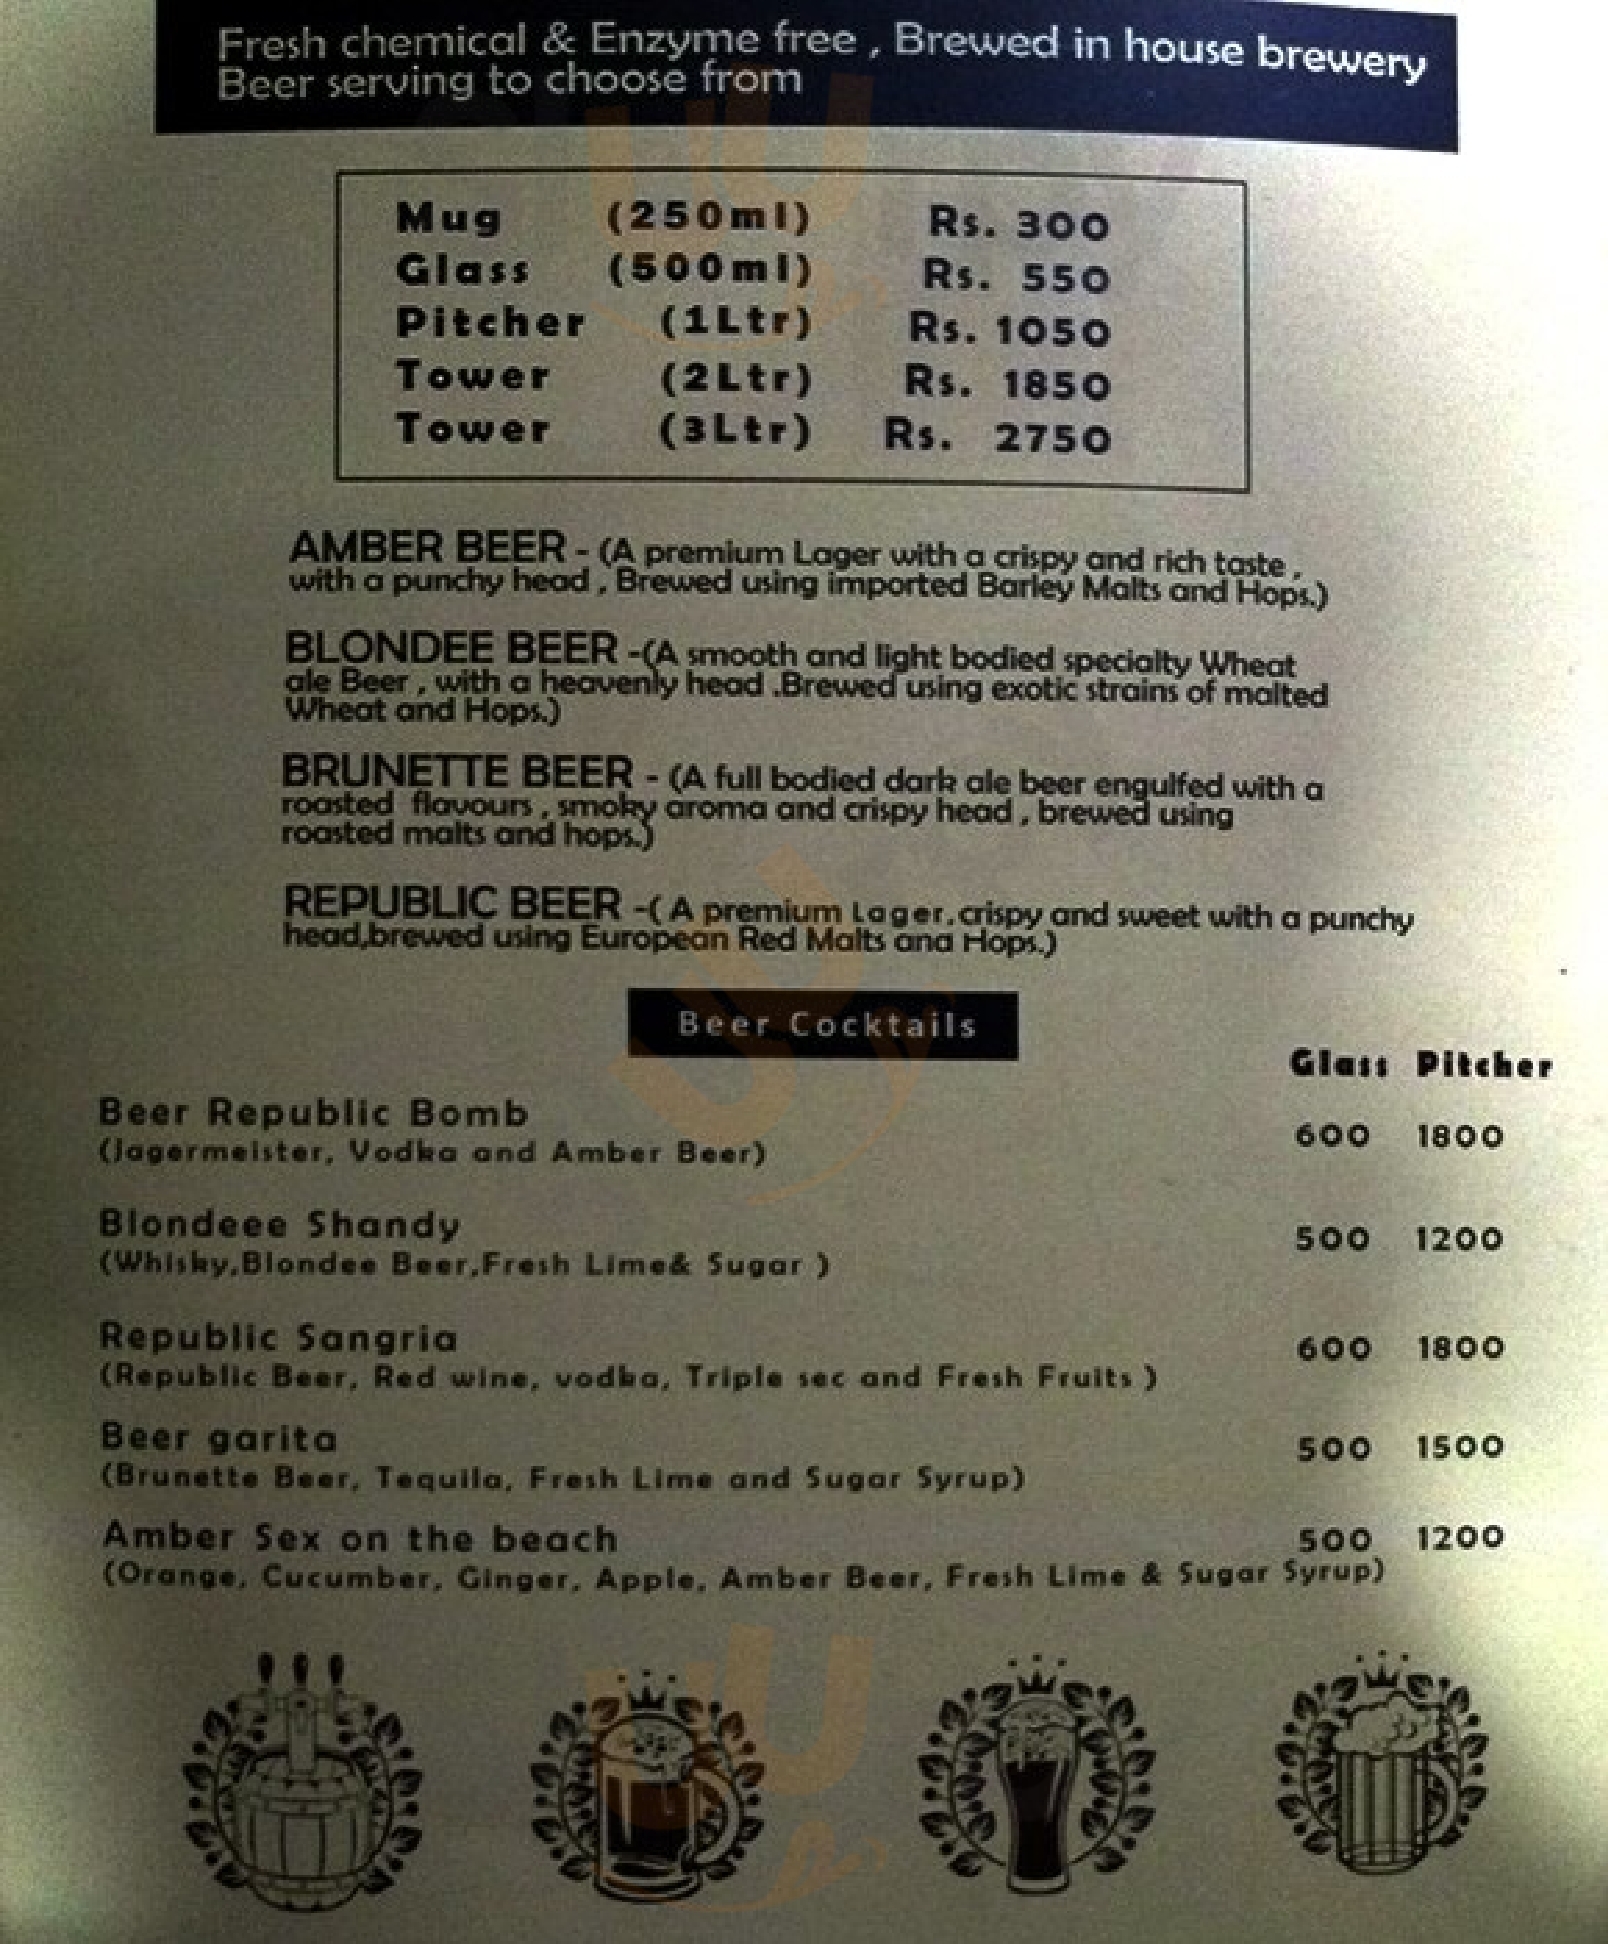 Fresh chemical & Enzyme free , Brewed in house brewery
Beer serving to choose from
Mug (250ml) Rs. 300
Glass (500ml) Rs. 550
Pitcher (1Ltr) Rs. 1050
Tower (2Ltr) Rs. 1850
Tower (3Ltr) Rs. 2750
AMBER BEER - (A premium Lager with a crispy and rich taste ,
with a punchy head , Brewed using imported Barley Malts and Hops.)
BLONDEE BEER -(A smooth and light bodied specialty Wheat
ale Beer , with a heavenly head .Brewed using exotic strains of malted
Wheat and Hops.)
BRUNETTE BEER - (A full bodied dark ale beer engulfed with a
roasted flavours , smoky aroma and crispy head , brewed using
roasted malts and hops.)
REPUBLIC BEER -( A premium Lager,crispy and sweet with a punchy
head,brewed using European Red Malts and Hops.)
Beer Cocktails
Glass Pitcher
Beer Republic Bomb 600 1800
(Jagermeister, Vodka and Amber Beer)
Blondeee Shandy 500 1200
(Whisky,Blondee Beer,Fresh Lime& Sugar )
Republic Sangria 600 1800
(Republic Beer, Red wine, vodka, Triple sec and Fresh Fruits )
Beer garita 500 1500
(Brunette Beer, Tequila, Fresh Lime and Sugar Syrup)
Amber Sex on the beach 500 1200
(Orange, Cucumber, Ginger, Apple, Amber Beer, Fresh Lime & Sugar Syrup)